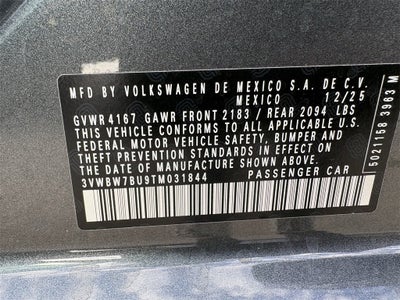 MFD BY VOLKSWAGEN DE MEXICO S.A. DE C.V.
MEXICO 12/25
GVWR 4167 GAWR FRONT 2183 / REAR 2094 LBS
THIS VEHICLE CONFORMS TO ALL APPLICABLE U.S.
FEDERAL MOTOR VEHICLE SAFETY, BUMPER, AND
THEFT PREVENTION STANDARDS IN EFFECT ON
THE DATE OF MANUFACTURE SHOWN ABOVE.
3VWBW7BU9TM031844 PASSENGER CAR
5021158 3963 M